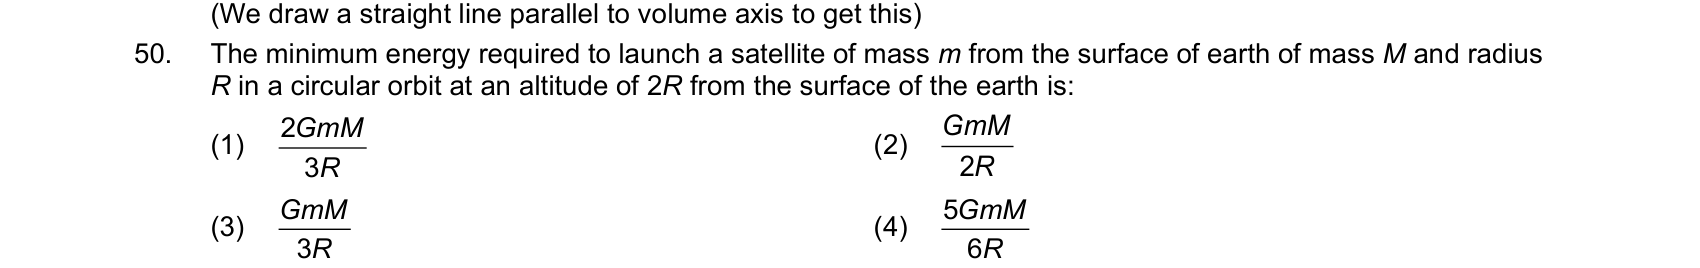 (We draw a straight line parallel to volume axis to get this)
50. The minimum energy required to launch a satellite of mass m from the surface of earth of mass M and radius
R in a circular orbit at an altitude of 2R from the surface of the earth is:
(1) 2GmM/3R (2) GmM/2R
(3) GmM/3R (4) 5GmM/6R